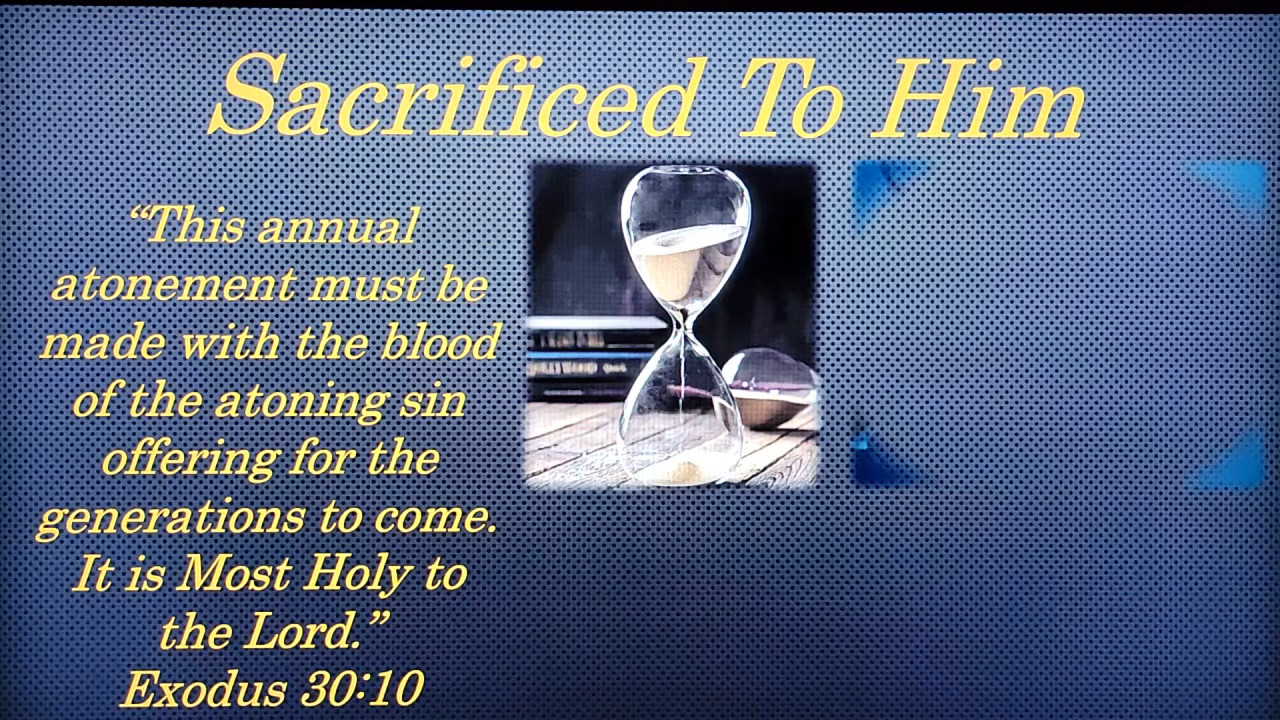 Sacrificed To Him
“This annual
atonement must be
made with the blood
of the atoning sin
offering for the
generations to come.
It is Most Holy to
the Lord.”
Exodus 30:10